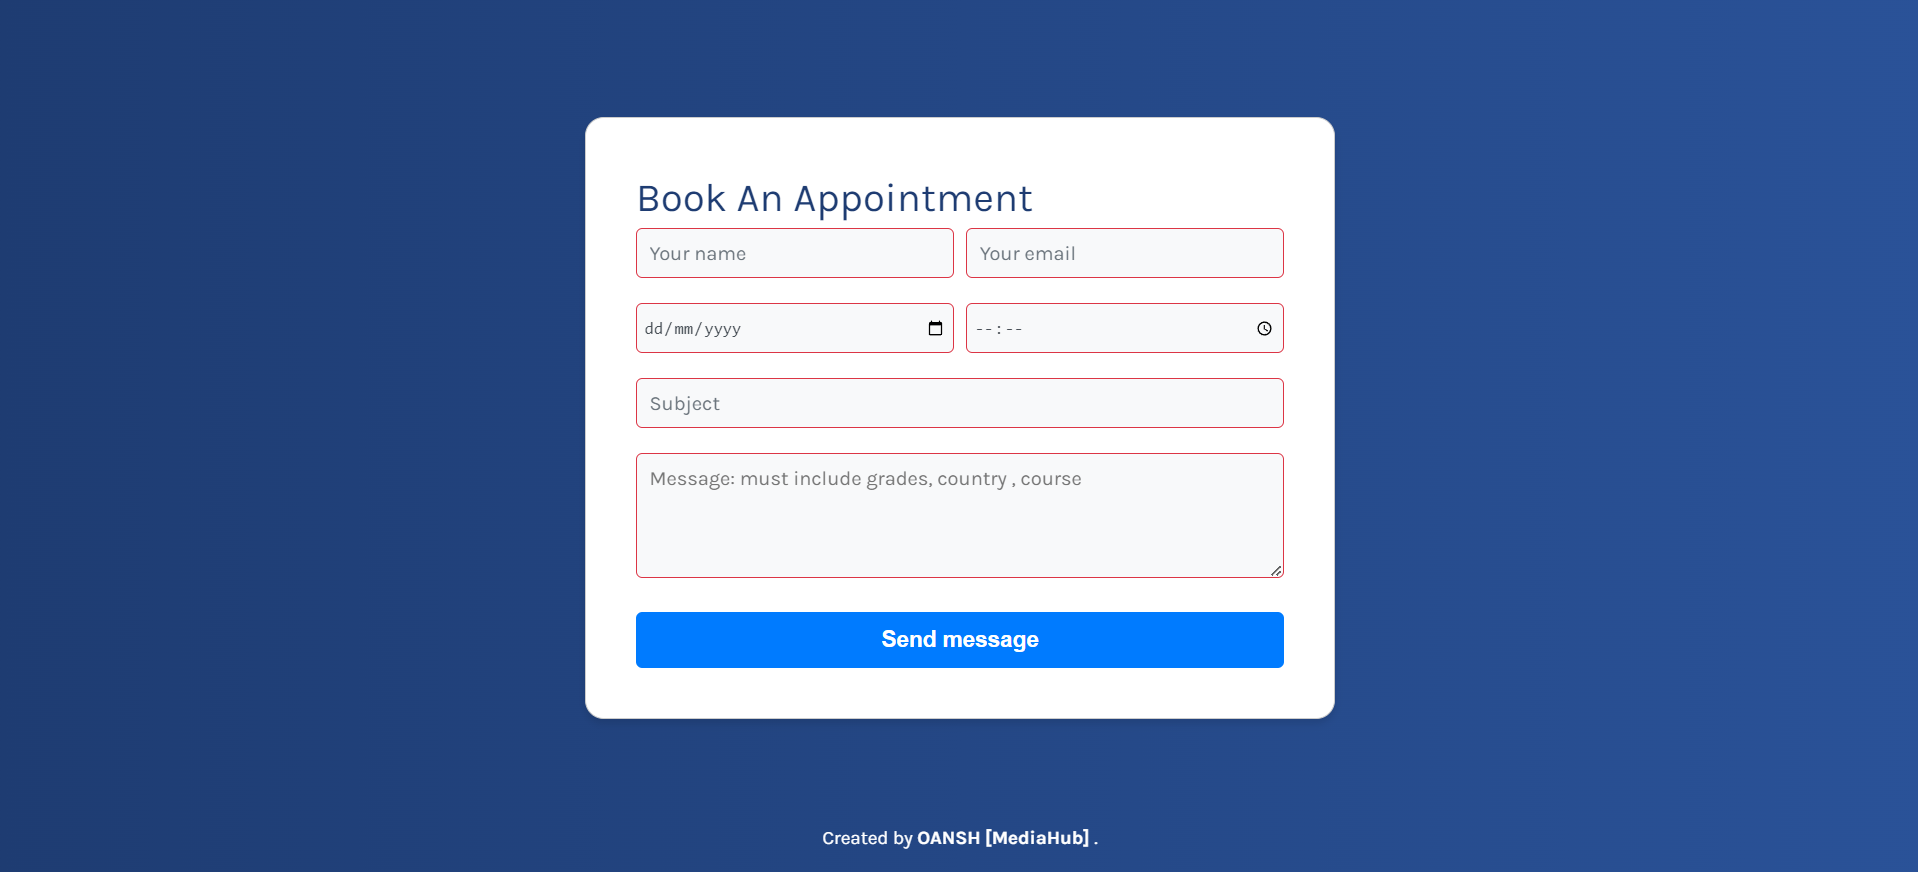 Book An Appointment
Your name
Your email
dd/mm/yyyy
--:--
Subject
Message: must include grades, country , course
Send message
Created by OANSH [MediaHub] .